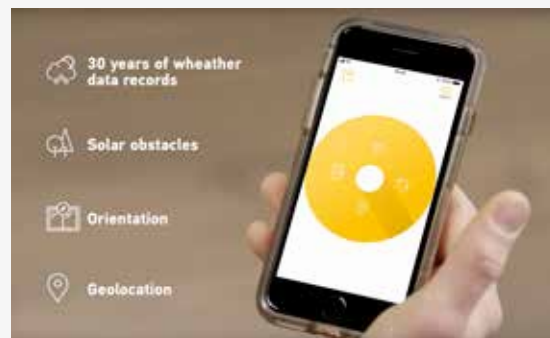 30 years of wheather
data records
Solar obstacles
Orientation
Geolocation